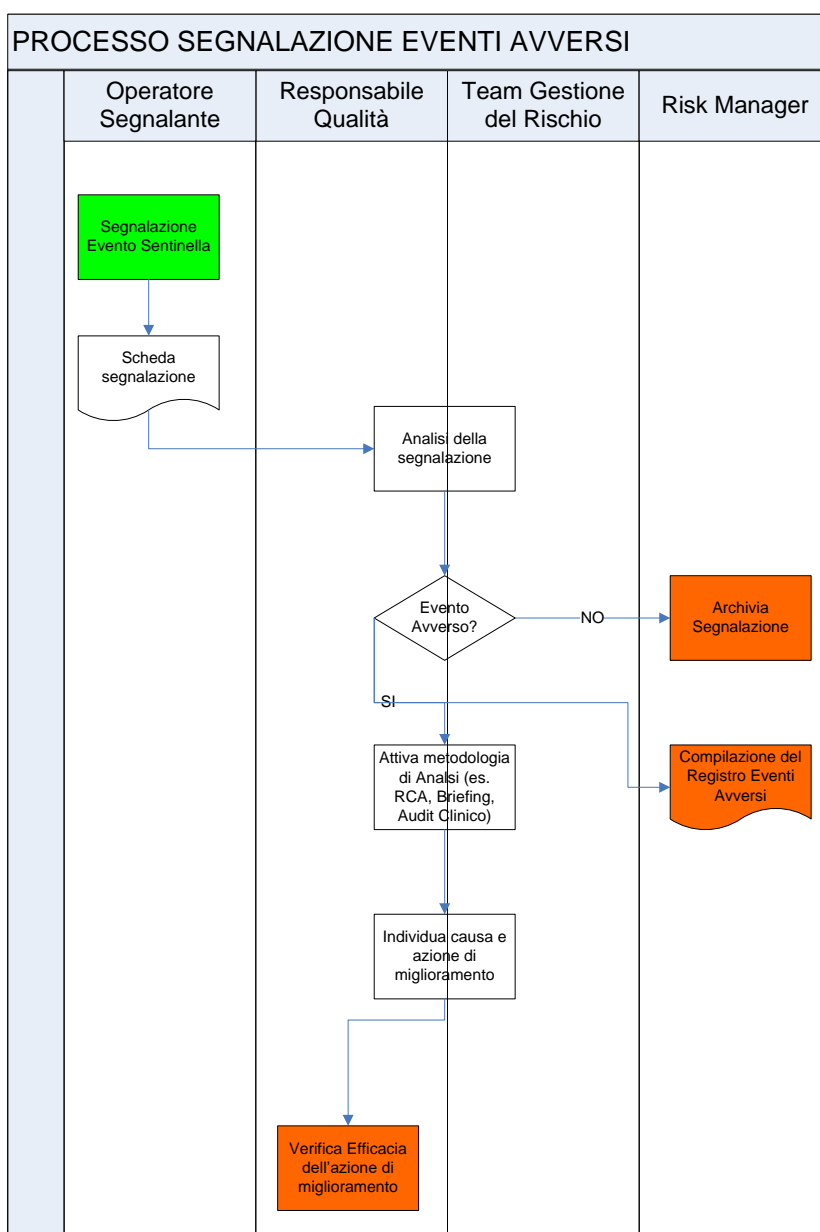 PROCESSO SEGNALAZIONE EVENTI AVVERSI
Operatore
Segnalante
Responsabile
Qualità
Team Gestione
del Rischio
Risk Manager
Segnalazione
Evento Sentinella
Scheda
segnalazione
Analisi della
segnalazione
Evento
Avverso?
NO
Archivia
Segnalazione
SI
Attiva metodologia
di Analsi (es.
RCA, Briefing,
Audit Clinico)
Compilazione del
Registro Eventi
Avversi
Individua causa e
azione di
miglioramento
Verifica Efficacia
dell'azione di
miglioramento